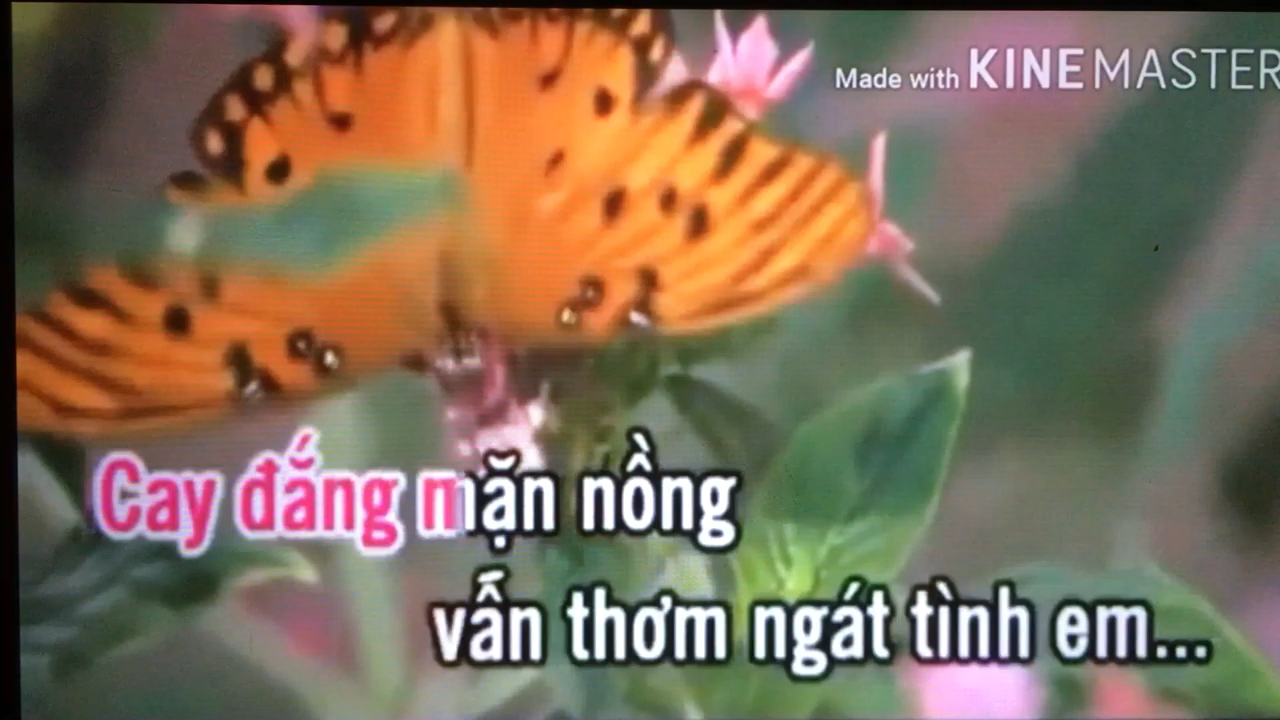 Made with KINEMASTER
Cay đắng mặn nồng
vẫn thơm ngát tình em...